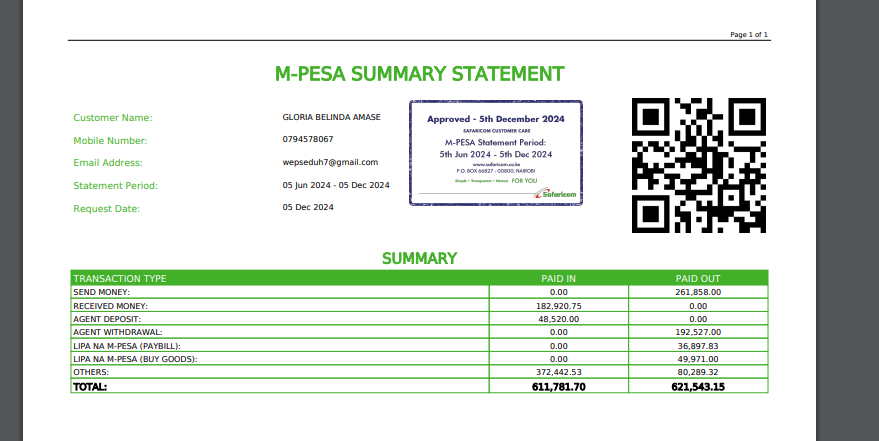 Page 1 of 1
M-PESA SUMMARY STATEMENT
Customer Name: GLORIA BELINDA AMASE
Mobile Number: 0794578067
Email Address: wepseduh7@gmail.com
Statement Period: 05 Jun 2024 - 05 Dec 2024
Request Date: 05 Dec 2024
Approved - 5th December 2024
SAFARICOM CUSTOMER CARE
M-PESA Statement Period:
5th Jun 2024 - 5th Dec 2024
www.safaricom.co.ke
P.O. BOX 66827 - 00800, NAIROBI
Simple • Transparent • Honest FOR YOU
Safaricom
SUMMARY
TRANSACTION TYPE PAID IN PAID OUT
SEND MONEY: 0.00 261,858.00
RECEIVED MONEY: 182,920.75 0.00
AGENT DEPOSIT: 48,520.00 0.00
AGENT WITHDRAWAL: 0.00 192,527.00
LIPA NA M-PESA (PAYBILL): 0.00 36,897.83
LIPA NA M-PESA (BUY GOODS): 0.00 49,971.00
OTHERS: 372,442.53 80,289.32
TOTAL: 611,781.70 621,543.15